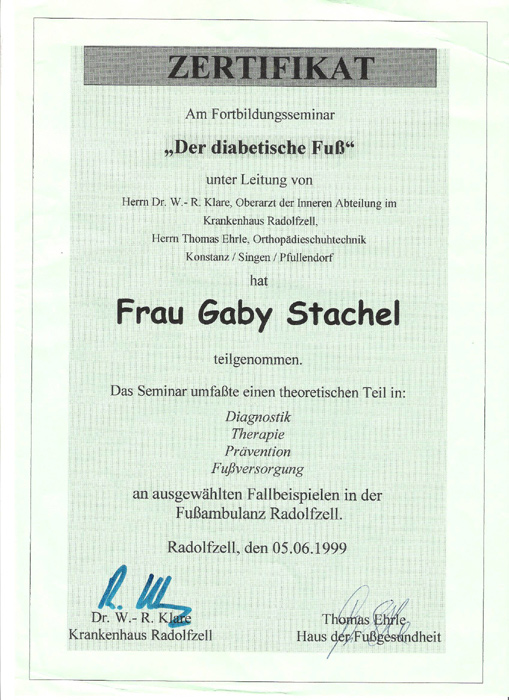 ZERTIFIKAT
Am Fortbildungsseminar
„Der diabetische Fuß“
unter Leitung von
Herrn Dr. W.- R. Klare, Oberarzt der Inneren Abteilung im
Krankenhaus Radolfzell,
Herrn Thomas Ehrle, Orthopädieschuhtechnik
Konstanz / Singen / Pfullendorf
hat
Frau Gaby Stachel
teilgenommen.
Das Seminar umfaßte einen theoretischen Teil in:
Diagnostik
Therapie
Prävention
Fußversorgung
an ausgewählten Fallbeispielen in der
Fußambulanz Radolfzell.
Radolfzell, den 05.06.1999
Dr. W.- R. Klare
Krankenhaus Radolfzell
Thomas Ehrle
Haus der Fußgesundheit